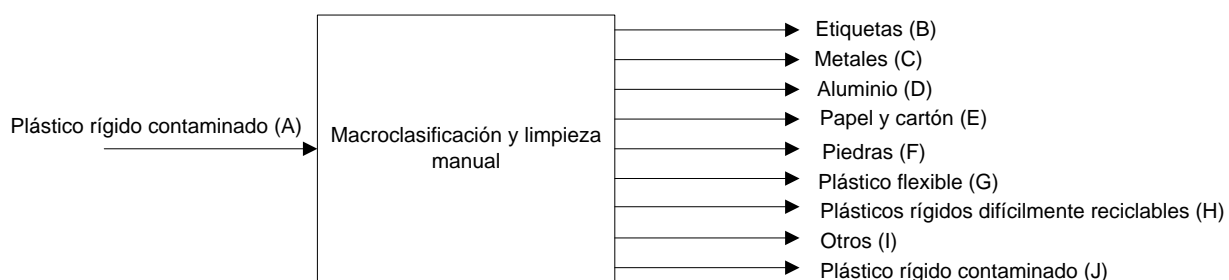 Plástico rígido contaminado (A)
Macroclasificación y limpieza
manual
Etiquetas (B)
Metales (C)
Aluminio (D)
Papel y cartón (E)
Piedras (F)
Plástico flexible (G)
Plásticos rígidos difícilmente reciclables (H)
Otros (I)
Plástico rígido contaminado (J)